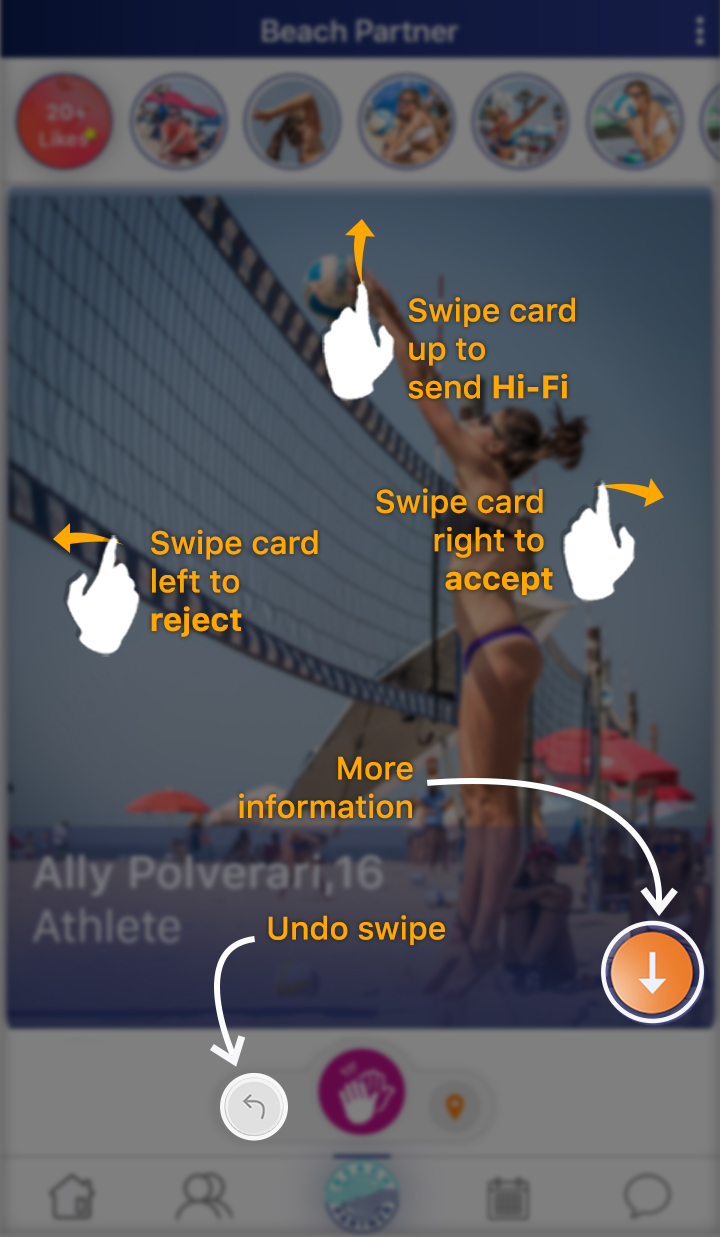 Beach Partner
20+
Likes
Swipe card
up to
send Hi-Fi
Swipe card
right to
accept
Swipe card
left to
reject
More
information
Ally Polverari,16
Athlete
Undo swipe
PARTNER